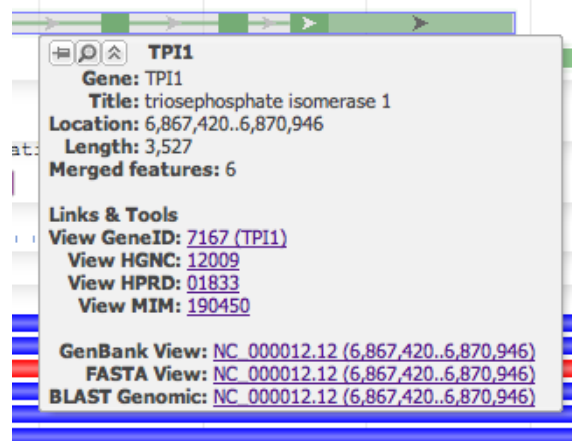 TPI1
Gene: TPI1
Title: triosephosphate isomerase 1
Location: 6,867,420..6,870,946
Length: 3,527
Merged features: 6
Links & Tools
View GeneID: 7167 (TPI1)
View HGNC: 12009
View HPRD: 01833
View MIM: 190450
GenBank View: NC_000012.12 (6,867,420..6,870,946)
FASTA View: NC_000012.12 (6,867,420..6,870,946)
BLAST Genomic: NC_000012.12 (6,867,420..6,870,946)